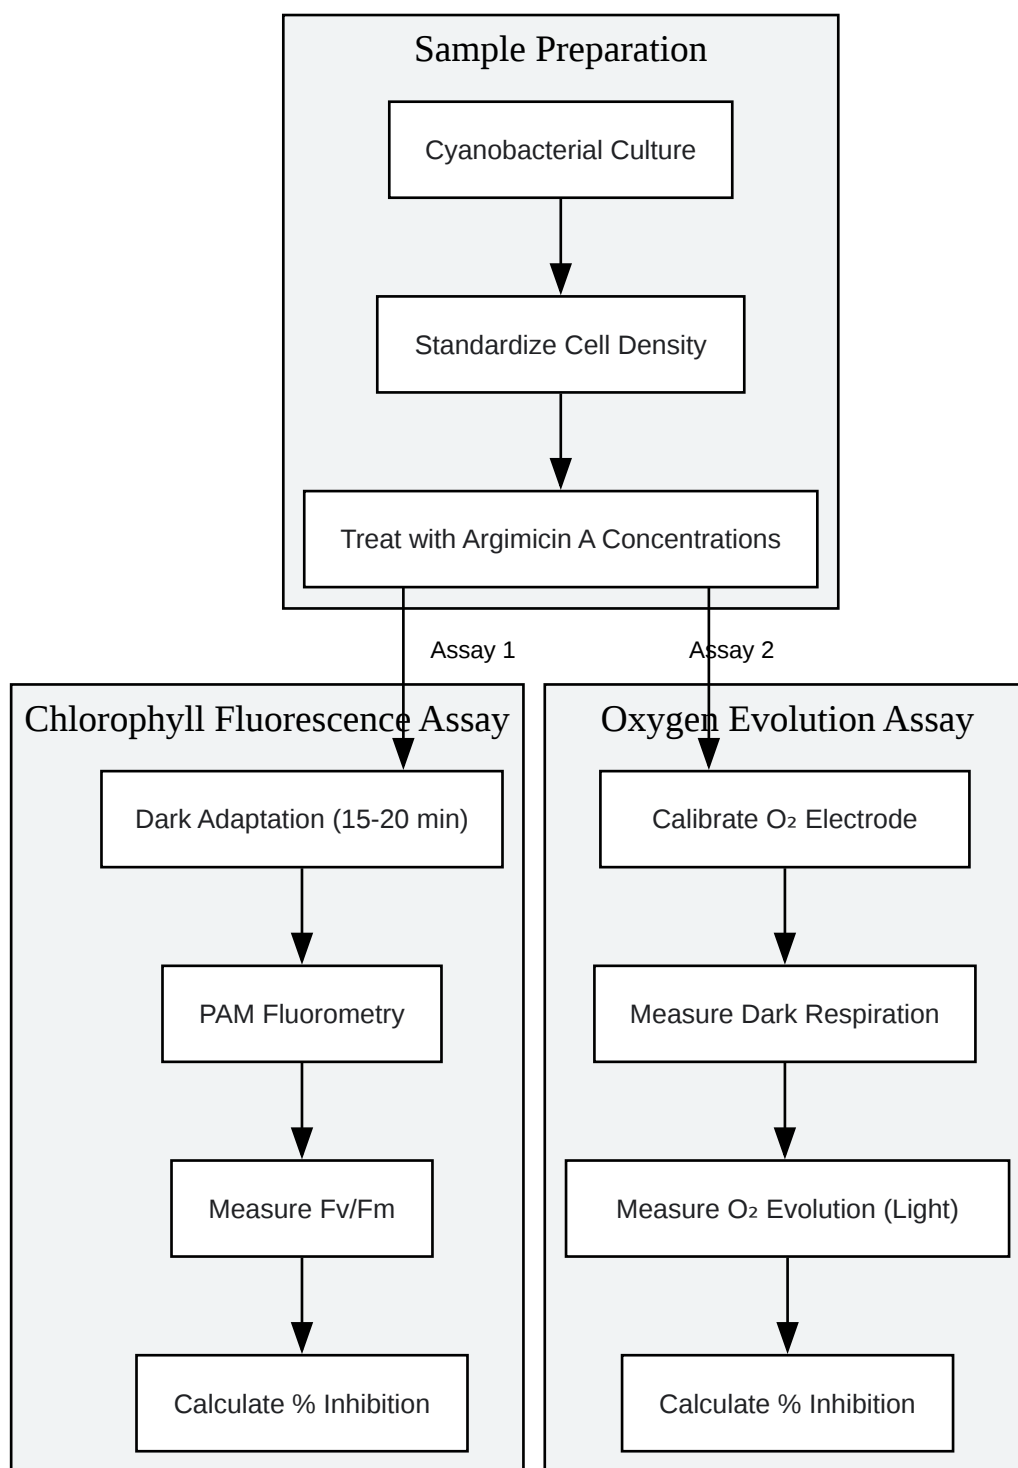 Sample Preparation
Cyanobacterial Culture
Standardize Cell Density
Treat with Argimicin A Concentrations
Assay 1
Assay 2
Chlorophyll Fluorescence Assay
Dark Adaptation (15-20 min)
PAM Fluorometry
Measure Fv/Fm
Calculate % Inhibition
Oxygen Evolution Assay
Calibrate O₂ Electrode
Measure Dark Respiration
Measure O₂ Evolution (Light)
Calculate % Inhibition